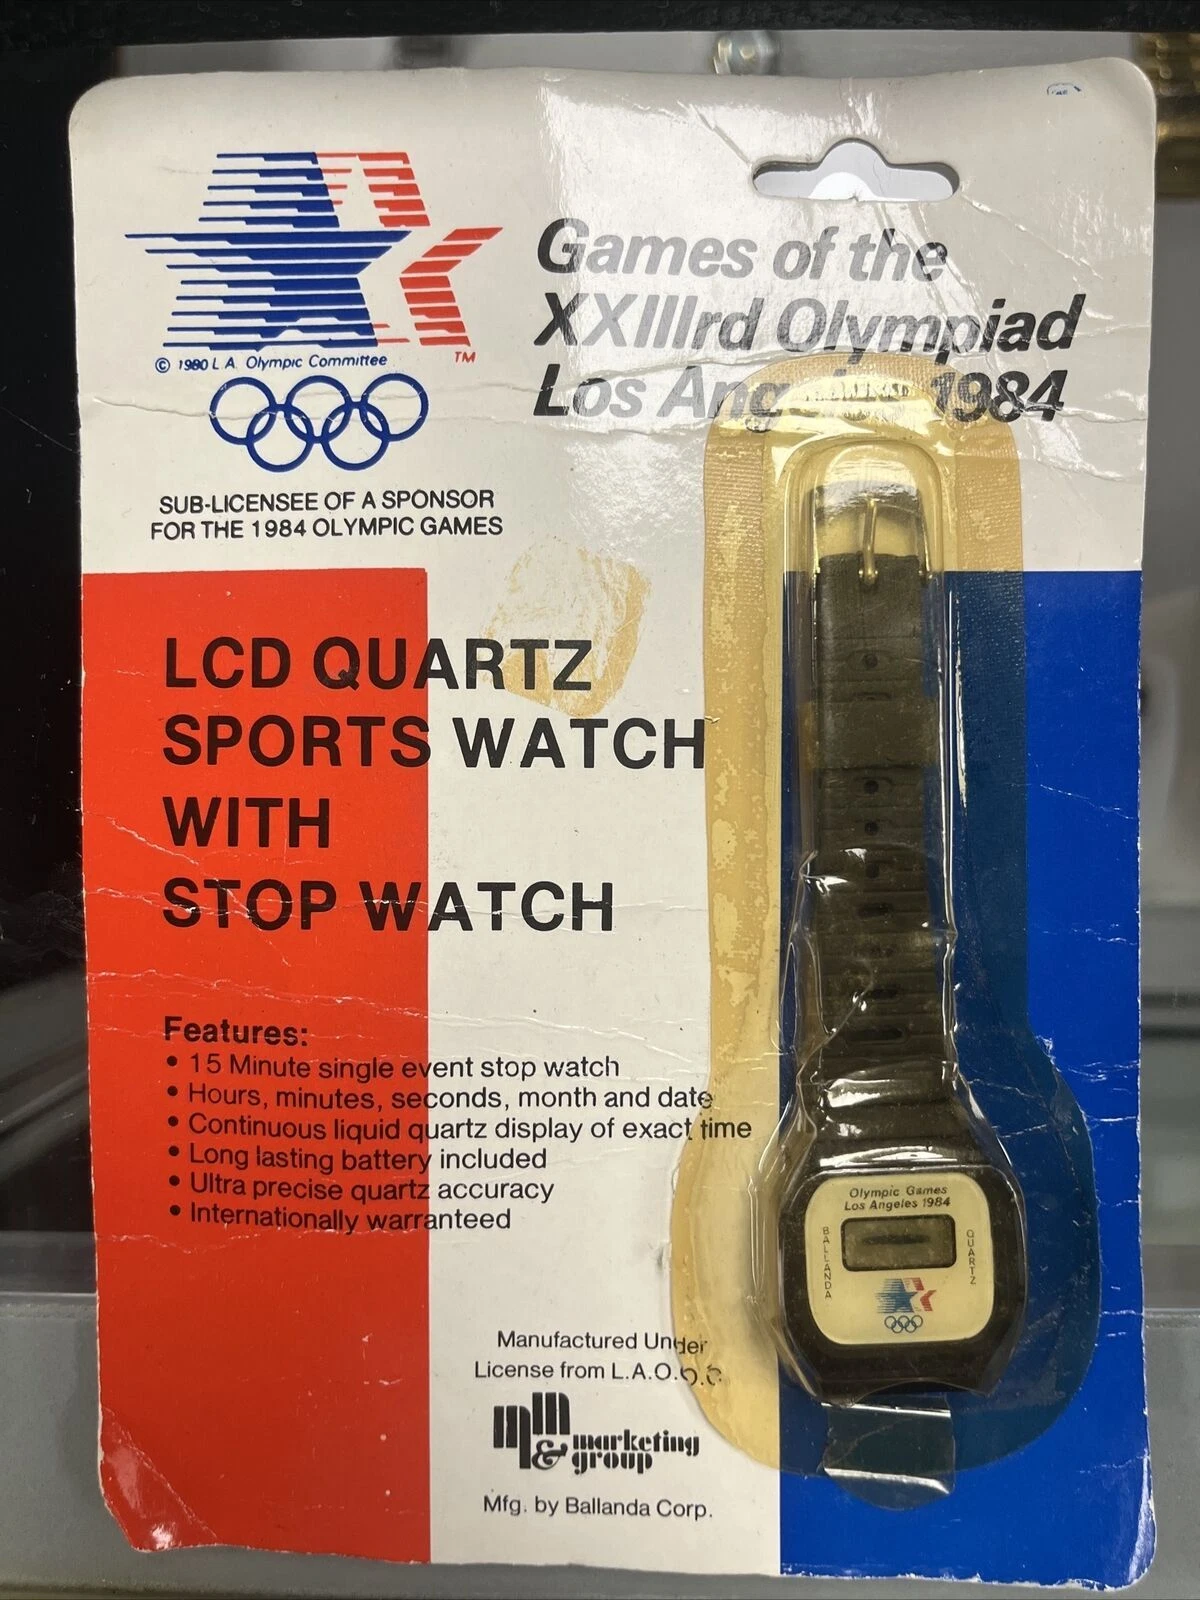 Games of the
XXIIIrd Olympiad
Los Angeles 1984
© 1980 L.A. Olympic Committee
TM
SUB-LICENSEE OF A SPONSOR
FOR THE 1984 OLYMPIC GAMES
LCD QUARTZ
SPORTS WATCH
WITH
STOP WATCH
Features:
• 15 Minute single event stop watch
• Hours, minutes, seconds, month and date
• Continuous liquid quartz display of exact time
• Long lasting battery included
• Ultra precise quartz accuracy
• Internationally warranteed
Olympic Games
Los Angeles 1984
BALLANDA
QUARTZ
Manufactured Under
License from L.A.O.O.C.
mm & marketing
group
Mfg. by Ballanda Corp.